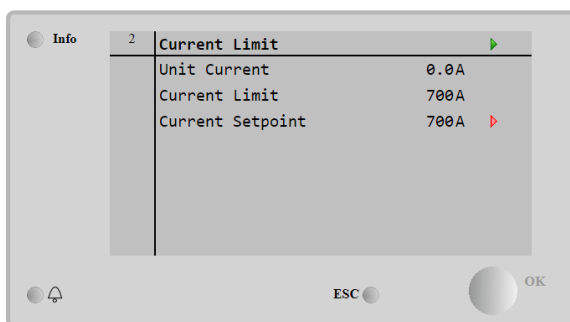 Info
2 Current Limit
Unit Current 0.0A
Current Limit 700A
Current Setpoint 700A
ESC
OK